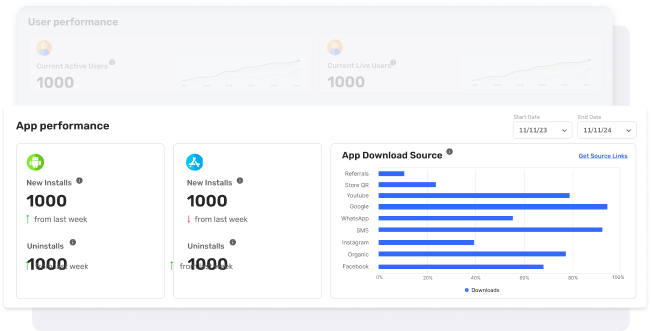 User performance
Current Active Users
1000
Current Live Users
1000
App performance
Start Date
11/11/23
End Date
11/11/24
New Installs
1000
↑ from last week
Uninstalls
1000
↑ from last week
New Installs
1000
↓ from last week
Uninstalls
1000
↑ from last week
App Download Source
Get Source Links
Referrals
Store QR
Youtube
Google
WhatsApp
SMS
Instagram
Organic
Facebook
0% 20% 40% 60% 80% 100%
Downloads